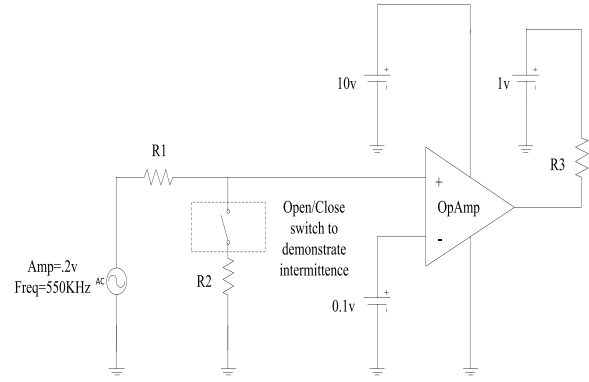 10v
+
-
1v
+
-
R1
R3
+
OpAmp
-
Open/Close
switch to
demonstrate
intermittence
Amp=.2v
Freq=550KHz
AC
R2
0.1v
+
-